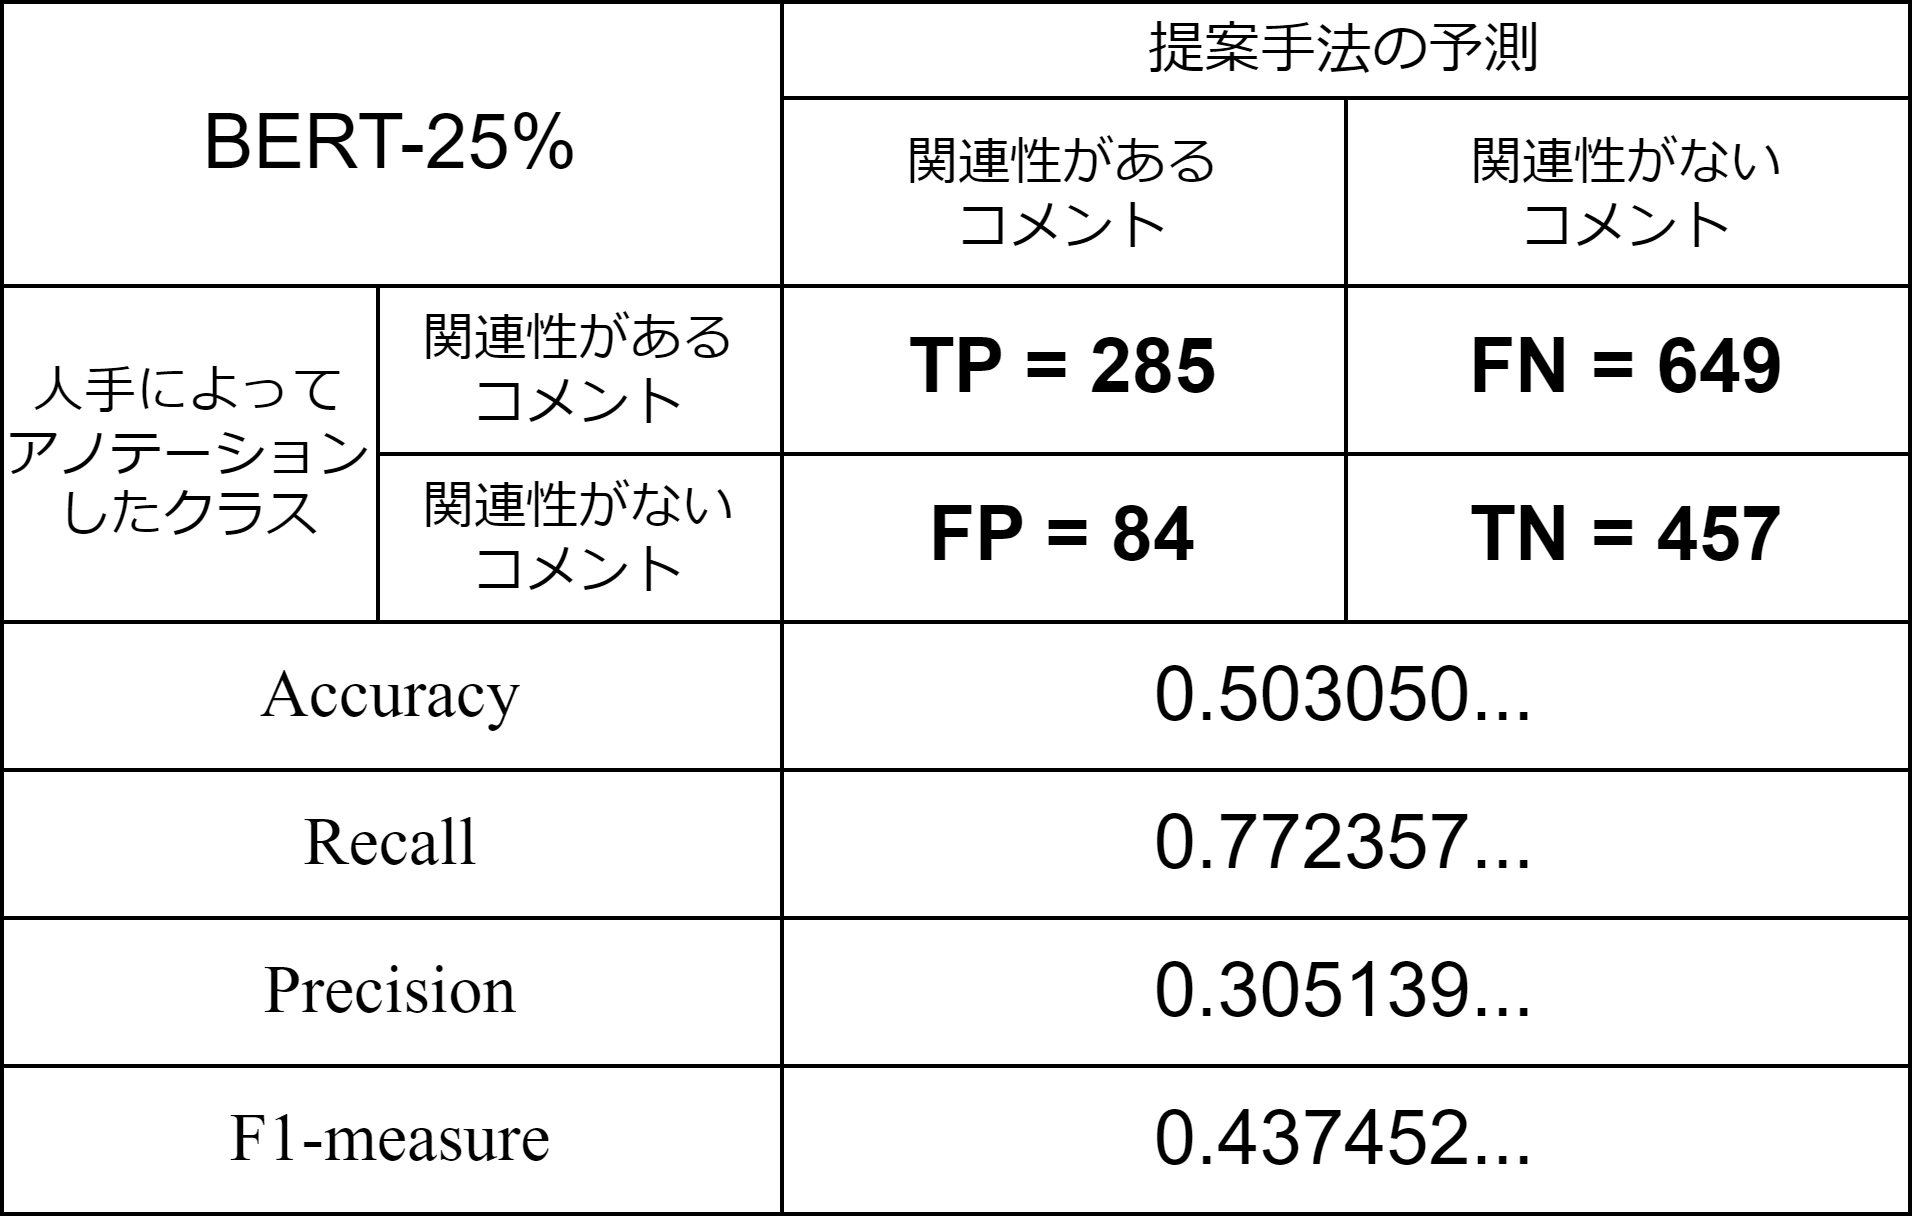 BERT-25%
提案手法の予測
関連性がある
コメント
関連性がない
コメント
人手によって
アノテーション
したクラス
関連性がある
コメント
TP = 285
FN = 649
関連性がない
コメント
FP = 84
TN = 457
Accuracy
0.503050...
Recall
0.772357...
Precision
0.305139...
F1-measure
0.437452...